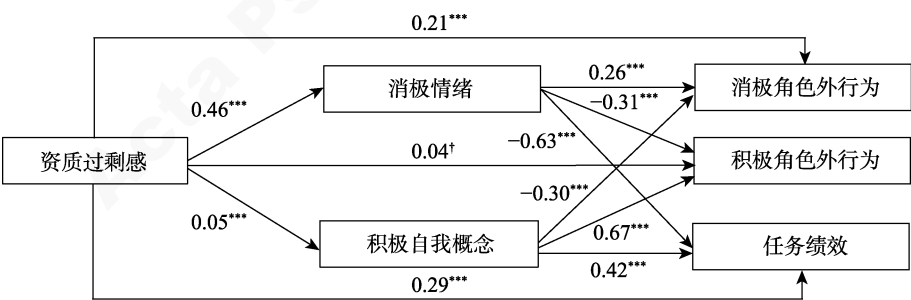 0.21***
消极情绪
0.26***
消极角色外行为
0.46***
−0.31***
资质过剩感
0.04†
−0.63***
积极角色外行为
−0.30***
0.05***
积极自我概念
0.67***
任务绩效
0.42***
0.29***
Acta Ps